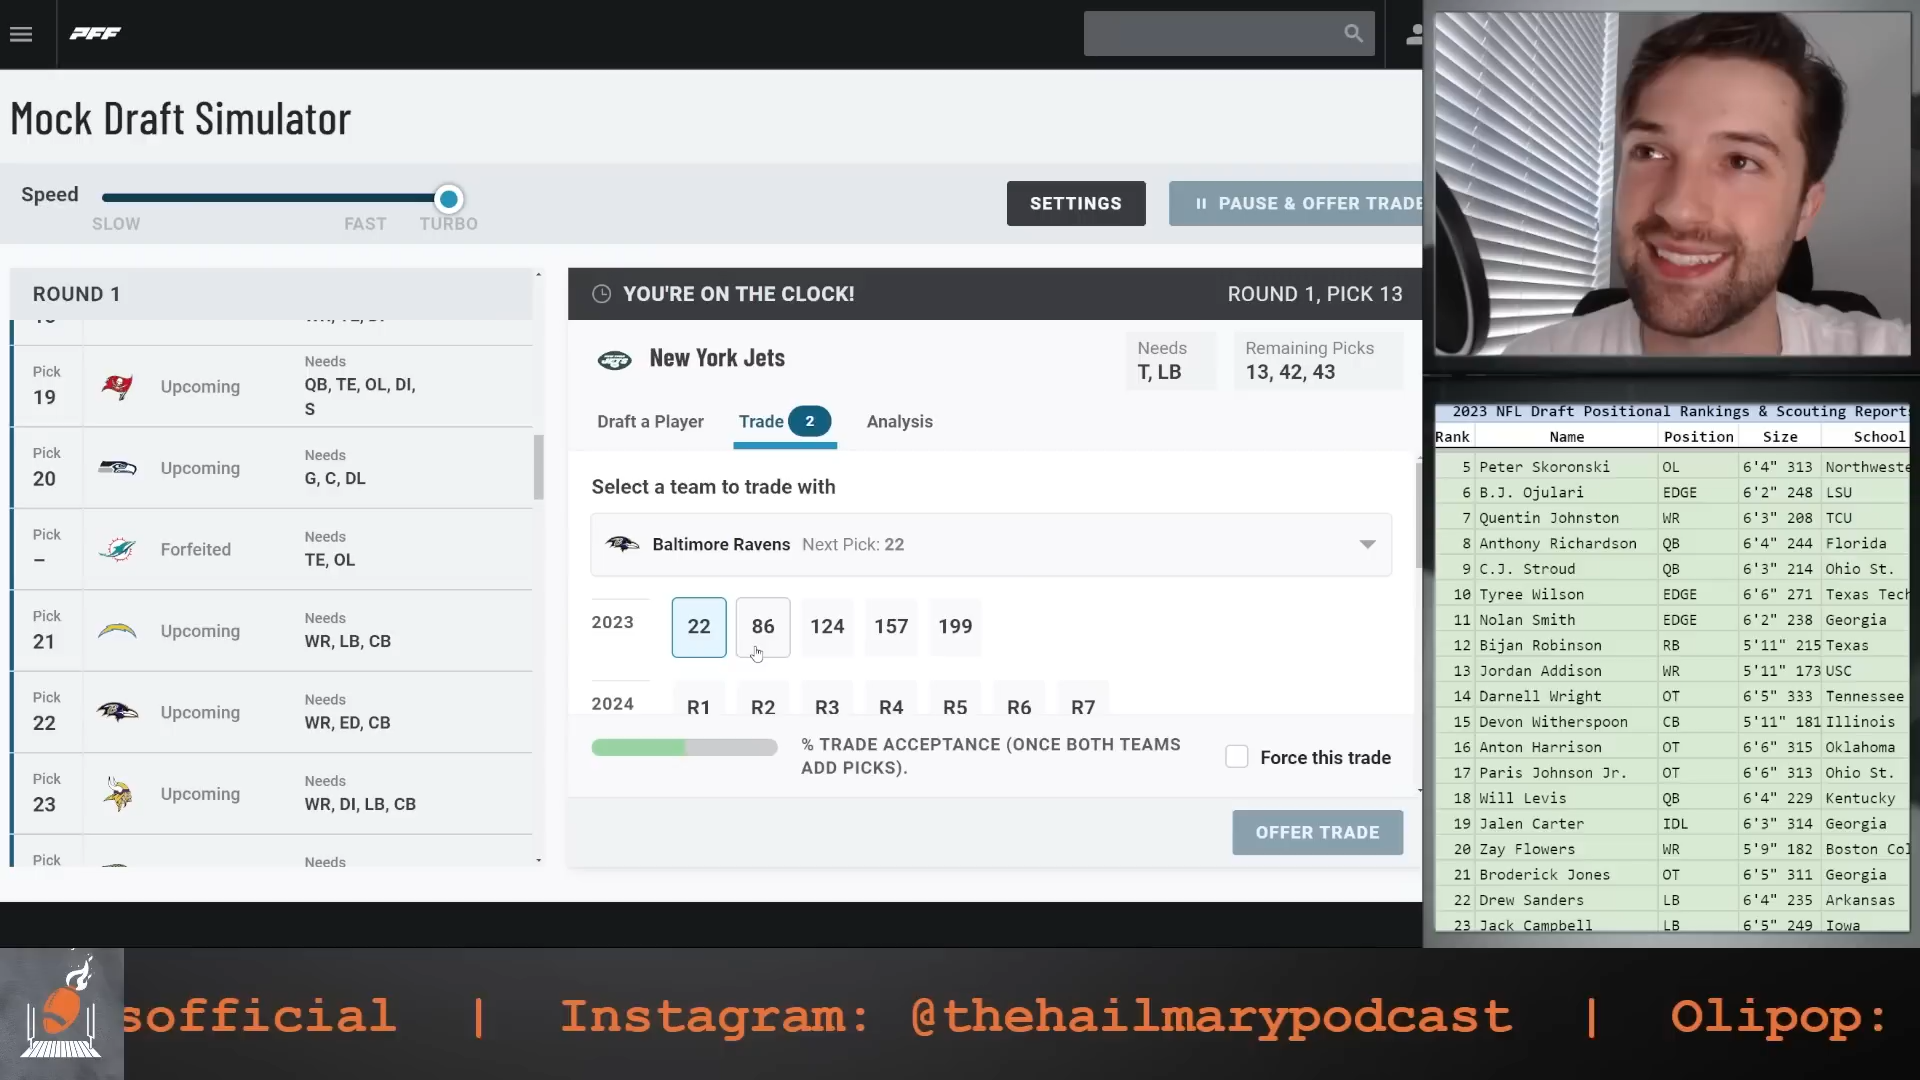 PFF
Mock Draft Simulator
Speed
SLOW
FAST
TURBO
SETTINGS
PAUSE & OFFER TRADE
ROUND 1
Pick
19
Upcoming
Needs
QB, TE, OL, DI,
S
Pick
20
Upcoming
Needs
G, C, DL
Pick
–
Forfeited
Needs
TE, OL
Pick
21
Upcoming
Needs
WR, LB, CB
Pick
22
Upcoming
Needs
WR, ED, CB
Pick
23
Upcoming
Needs
WR, DI, LB, CB
Pick
Needs
YOU'RE ON THE CLOCK!
ROUND 1, PICK 13
JETS
New York Jets
Needs
T, LB
Remaining Picks
13, 42, 43
Draft a Player
Trade 2
Analysis
Select a team to trade with
Baltimore Ravens Next Pick: 22
2023 22 86 124 157 199
2024 R1 R2 R3 R4 R5 R6 R7
% TRADE ACCEPTANCE (ONCE BOTH TEAMS
ADD PICKS).
Force this trade
OFFER TRADE
2023 NFL Draft Positional Rankings & Scouting Reports
Rank Name Position Size School
5 Peter Skoronski OL 6'4" 313 Northweste
6 B.J. Ojulari EDGE 6'2" 248 LSU
7 Quentin Johnston WR 6'3" 208 TCU
8 Anthony Richardson QB 6'4" 244 Florida
9 C.J. Stroud QB 6'3" 214 Ohio St.
10 Tyree Wilson EDGE 6'6" 271 Texas Tech
11 Nolan Smith EDGE 6'2" 238 Georgia
12 Bijan Robinson RB 5'11" 215 Texas
13 Jordan Addison WR 5'11" 173 USC
14 Darnell Wright OT 6'5" 333 Tennessee
15 Devon Witherspoon CB 5'11" 181 Illinois
16 Anton Harrison OT 6'6" 315 Oklahoma
17 Paris Johnson Jr. OT 6'6" 313 Ohio St.
18 Will Levis QB 6'4" 229 Kentucky
19 Jalen Carter IDL 6'3" 314 Georgia
20 Zay Flowers WR 5'9" 182 Boston Col
21 Broderick Jones OT 6'5" 311 Georgia
22 Drew Sanders LB 6'4" 235 Arkansas
23 Jack Campbell LB 6'5" 249 Iowa
sofficial | Instagram: @thehailmarypodcast | Olipop: